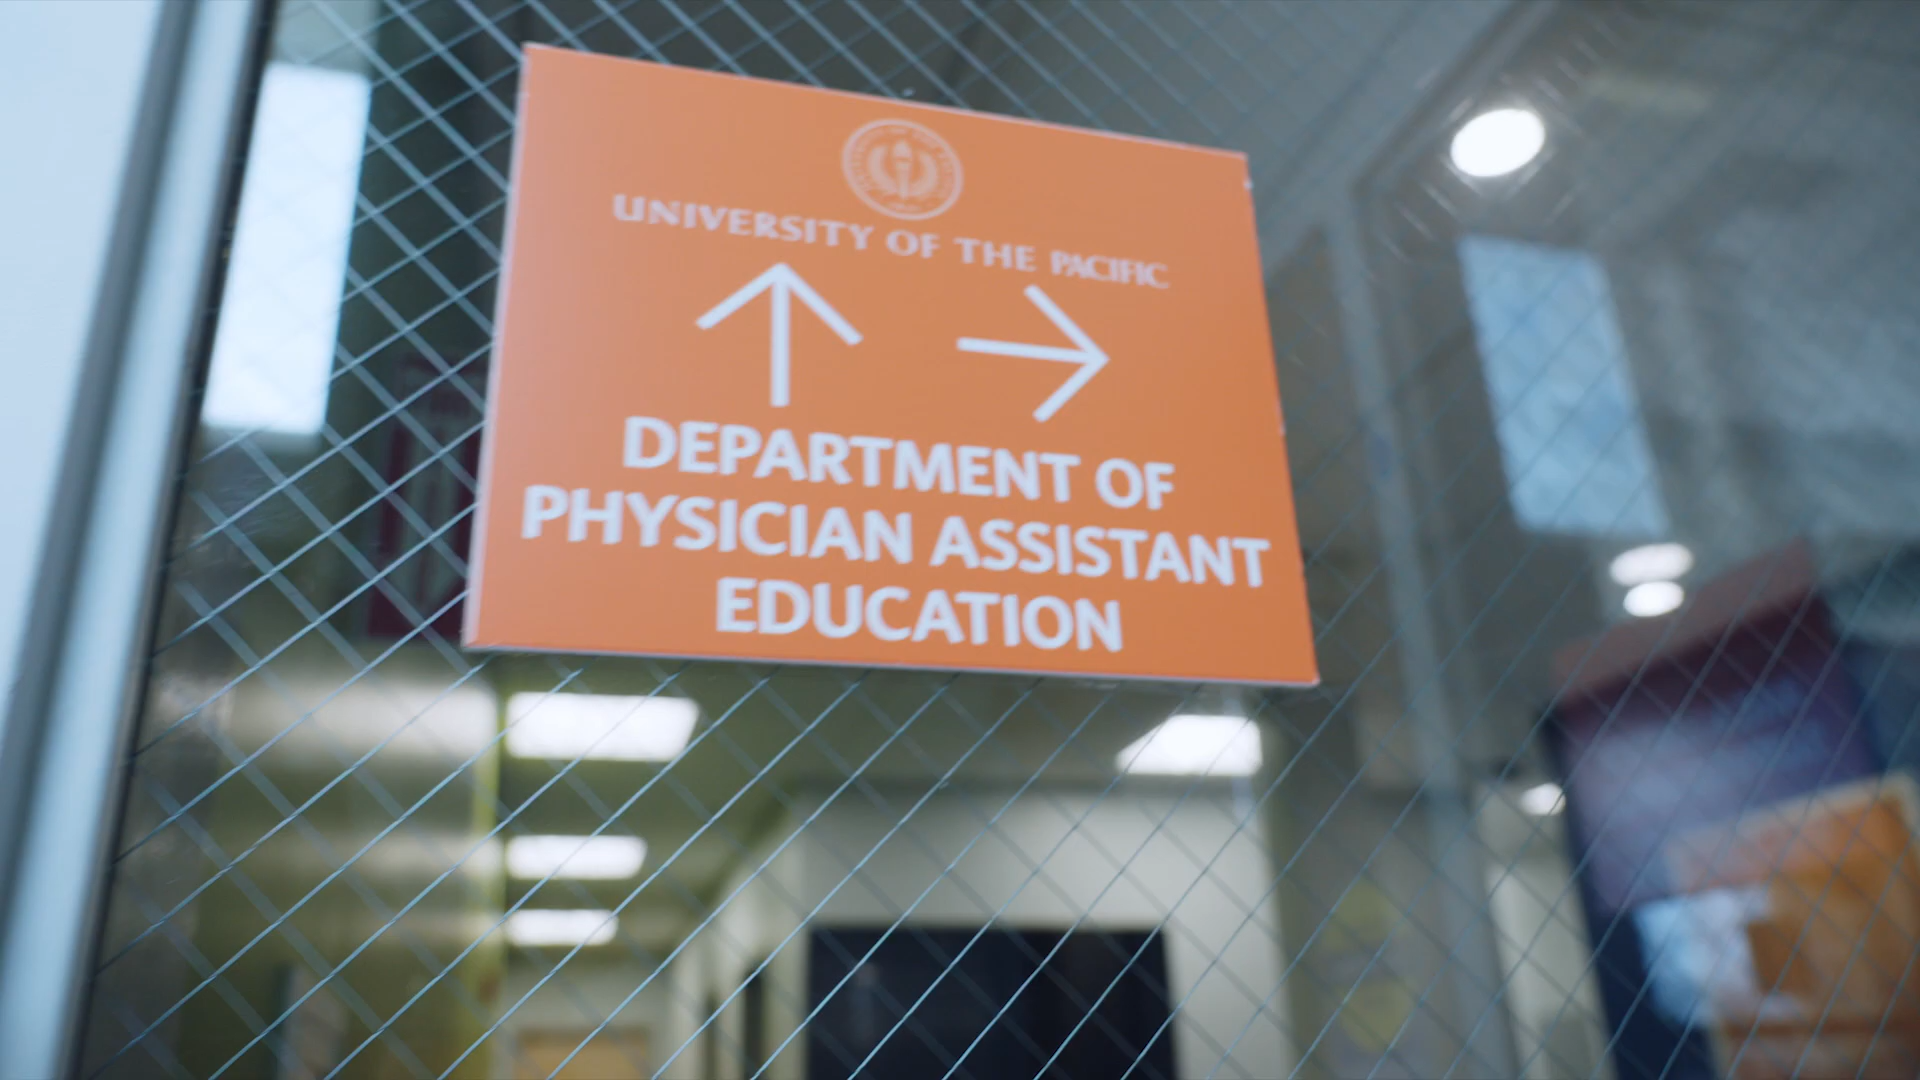 UNIVERSITY OF THE PACIFIC
DEPARTMENT OF
PHYSICIAN ASSISTANT
EDUCATION